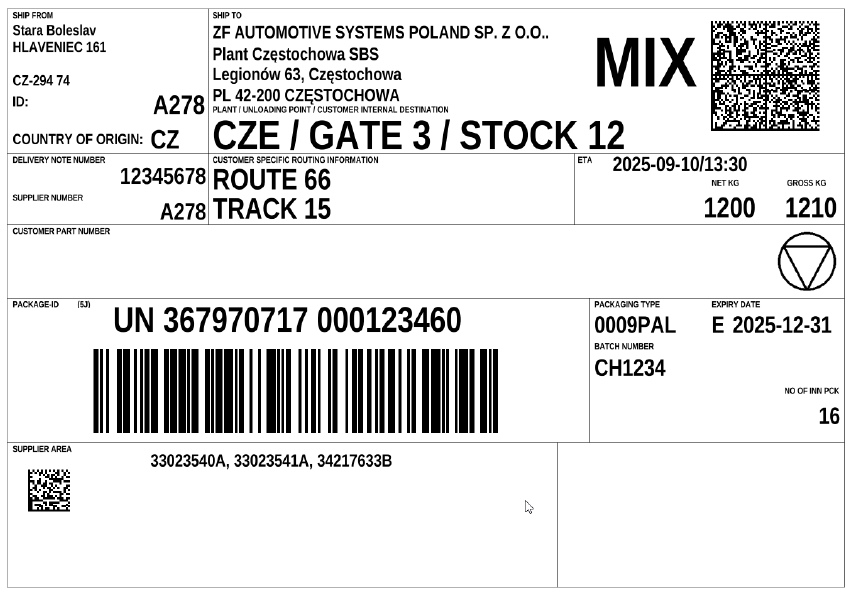 SHIP FROM
Stara Boleslav
HLAVENIEC 161
CZ-294 74
ID: A278
COUNTRY OF ORIGIN: CZ
SHIP TO
ZF AUTOMOTIVE SYSTEMS POLAND SP. Z O.O..
Plant Częstochowa SBS
Legionów 63, Częstochowa
PL 42-200 CZĘSTOCHOWA
MIX
PLANT / UNLOADING POINT / CUSTOMER INTERNAL DESTINATION
CZE / GATE 3 / STOCK 12
DELIVERY NOTE NUMBER
12345678
SUPPLIER NUMBER
A278
CUSTOMER SPECIFIC ROUTING INFORMATION
ROUTE 66
TRACK 15
ETA 2025-09-10/13:30
NET KG GROSS KG
1200 1210
CUSTOMER PART NUMBER
PACKAGE-ID (5J)
UN 367970717 000123460
PACKAGING TYPE EXPIRY DATE
0009PAL E 2025-12-31
BATCH NUMBER
CH1234
NO OF INN PCK
16
SUPPLIER AREA
33023540A, 33023541A, 34217633B